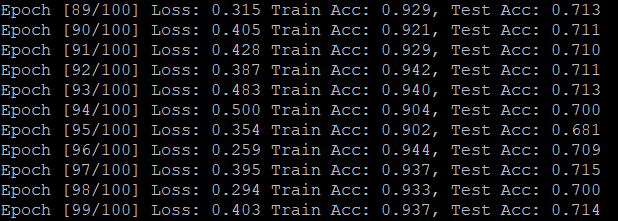 Epoch [89/100] Loss: 0.315 Train Acc: 0.929, Test Acc: 0.713
Epoch [90/100] Loss: 0.405 Train Acc: 0.921, Test Acc: 0.711
Epoch [91/100] Loss: 0.428 Train Acc: 0.929, Test Acc: 0.710
Epoch [92/100] Loss: 0.387 Train Acc: 0.942, Test Acc: 0.711
Epoch [93/100] Loss: 0.483 Train Acc: 0.940, Test Acc: 0.713
Epoch [94/100] Loss: 0.500 Train Acc: 0.904, Test Acc: 0.700
Epoch [95/100] Loss: 0.354 Train Acc: 0.902, Test Acc: 0.681
Epoch [96/100] Loss: 0.259 Train Acc: 0.944, Test Acc: 0.709
Epoch [97/100] Loss: 0.395 Train Acc: 0.937, Test Acc: 0.715
Epoch [98/100] Loss: 0.294 Train Acc: 0.933, Test Acc: 0.700
Epoch [99/100] Loss: 0.403 Train Acc: 0.937, Test Acc: 0.714